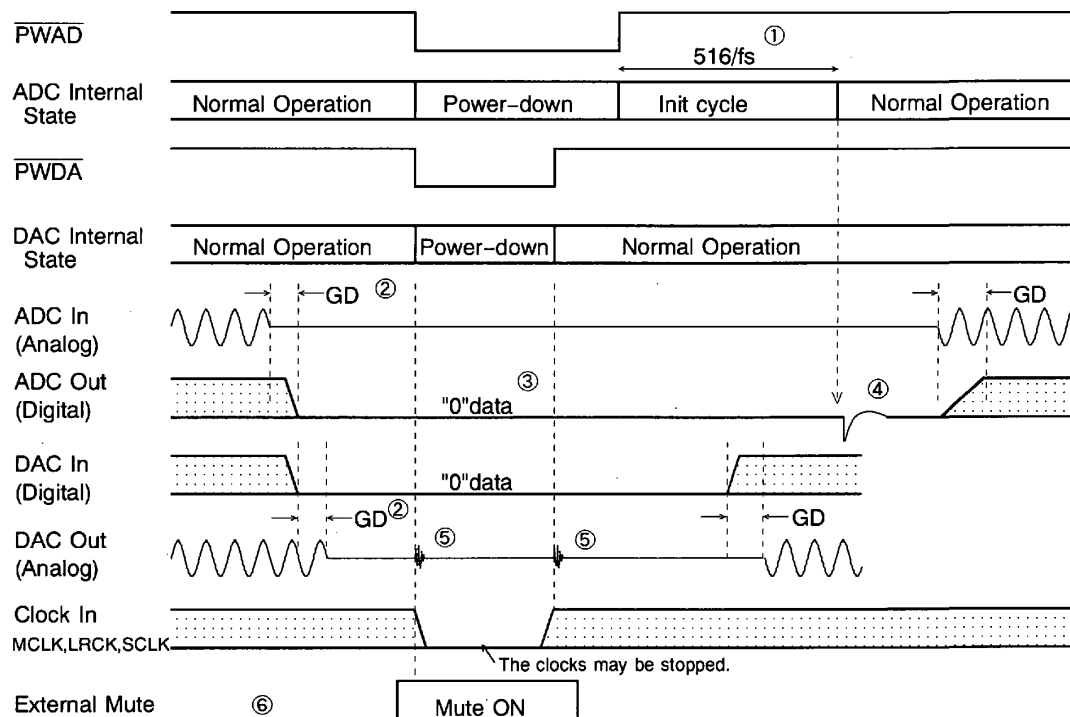 PWAD
①
516/fs
ADC Internal State
Normal Operation
Power-down
Init cycle
Normal Operation
PWDA
DAC Internal State
Normal Operation
Power-down
Normal Operation
GD ②
GD
ADC In
(Analog)
ADC Out
(Digital)
"0"data
③
④
DAC In
(Digital)
"0"data
GD ②
GD
DAC Out
(Analog)
⑤
⑤
Clock In
MCLK,LRCK,SCLK
The clocks may be stopped.
External Mute
⑥
Mute ON